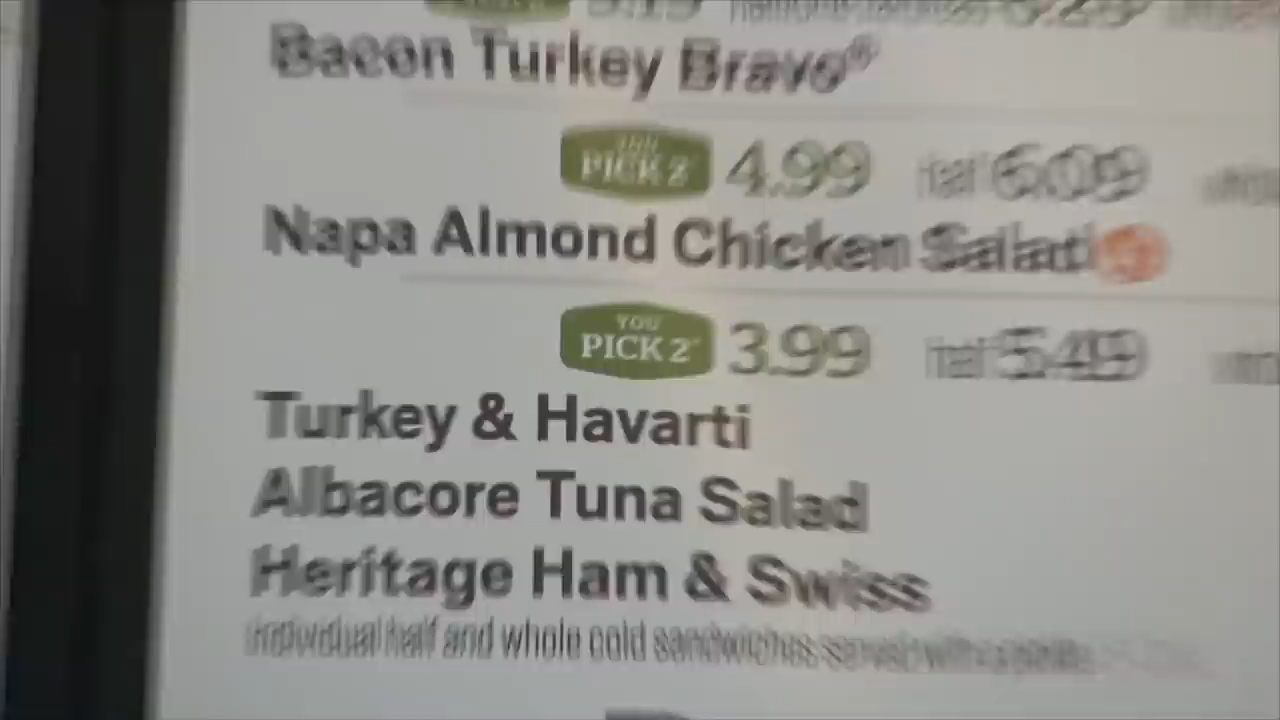 Bacon Turkey Bravo®
YOU PICK 2 4.99 half 6.09
Napa Almond Chicken Salad
YOU PICK 2 3.99 half 5.49
Turkey & Havarti
Albacore Tuna Salad
Heritage Ham & Swiss
individual half and whole cold sandwiches served with a pickle